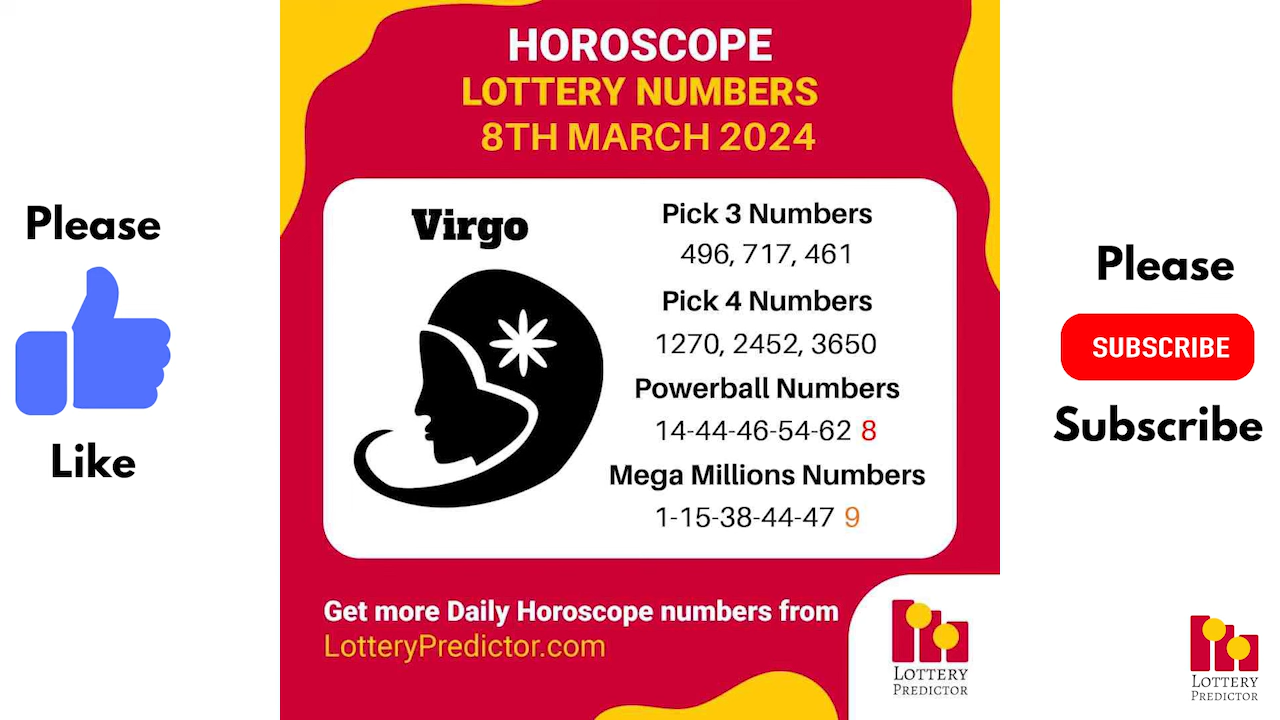 HOROSCOPE
LOTTERY NUMBERS
8TH MARCH 2024
Please
Like
Virgo
Pick 3 Numbers
496, 717, 461
Pick 4 Numbers
1270, 2452, 3650
Powerball Numbers
14-44-46-54-62 8
Mega Millions Numbers
1-15-38-44-47 9
Please
SUBSCRIBE
Subscribe
Get more Daily Horoscope numbers from
LotteryPredictor.com
LOTTERY
PREDICTOR
LOTTERY
PREDICTOR